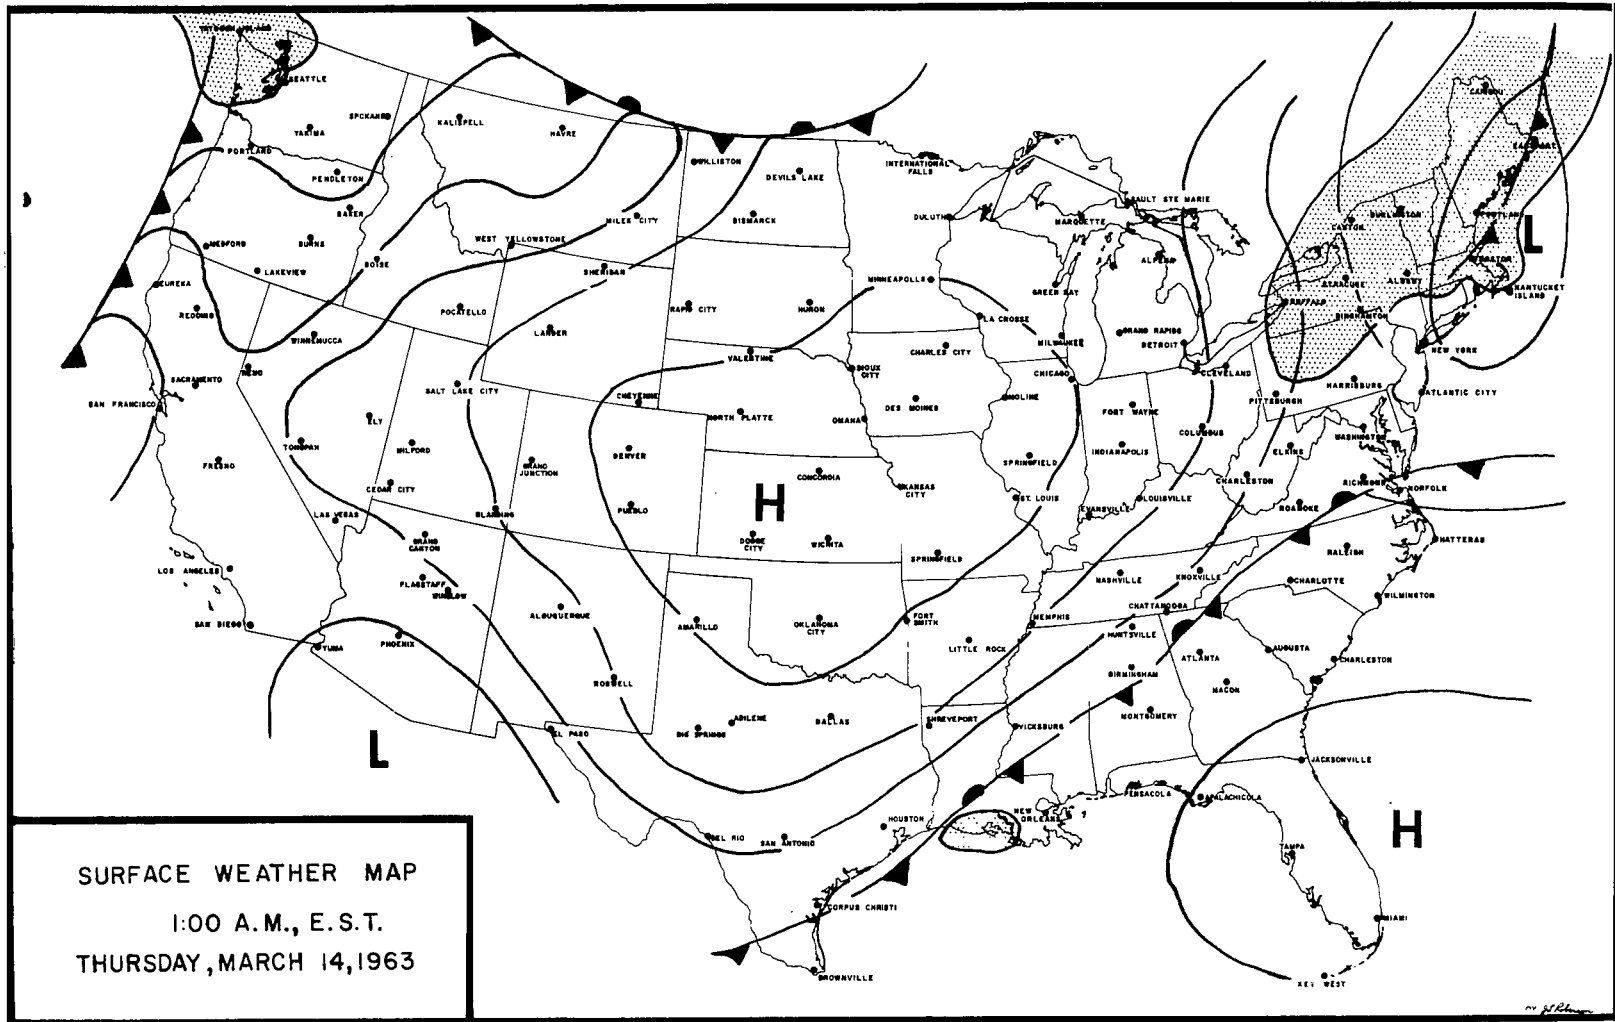 SEATTLE
SPOKANE
KALISPELL
HAVRE
YAKIMA
PORTLAND
WILLISTON
INTERNATIONAL
FALLS
DEVILS LAKE
PENDLETON
CARIBOU
EASTPORT
BAKER
MILES CITY
BISMARCK
DULUTH
MARQUETTE
SAULT STE MARIE
BURLINGTON
PORTLAND
CANTON
MEDFORD
BURNS
WEST YELLOWSTONE
L
LAKEVIEW
BOISE
SHERIDAN
MINNEAPOLIS
ALPENA
BOSTON
EUREKA
GREEN BAY
SYRACUSE
ALBANY
NANTUCKET
ISLAND
REDDING
POCATELLO
RAPID CITY
HURON
LA CROSSE
BUFFALO
BINGHAMTON
WINNEMUCCA
LANDER
GRAND RAPIDS
MILWAUKEE
DETROIT
VALENTINE
CHARLES CITY
NEW YORK
RENO
SIOUX
CITY
CHICAGO
CLEVELAND
SACRAMENTO
SALT LAKE CITY
HARRISBURG
SAN FRANCISCO
CHEYENNE
MOLINE
PITTSBURGH
ATLANTIC CITY
ELY
NORTH PLATTE
OMAHA
DES MOINES
FORT WAYNE
TONOPAH
MILFORD
DENVER
COLUMBUS
WASHINGTON
INDIANAPOLIS
ELKINS
FRESNO
GRAND
JUNCTION
CONCORDIA
SPRINGFIELD
CEDAR CITY
KANSAS
CITY
CHARLESTON
RICHMOND
NORFOLK
PUEBLO
H
ST. LOUIS
LOUISVILLE
LAS VEGAS
BLANDING
EVANSVILLE
ROANOKE
GRAND
CANYON
DODGE
CITY
WICHITA
HATTERAS
SPRINGFIELD
RALEIGH
LOS ANGELES
FLAGSTAFF
WINSLOW
NASHVILLE
KNOXVILLE
CHARLOTTE
WILMINGTON
SAN DIEGO
ALBUQUERQUE
AMARILLO
OKLAHOMA
CITY
FORT
SMITH
MEMPHIS
CHATTANOOGA
HUNTSVILLE
YUMA
PHOENIX
LITTLE ROCK
ATLANTA
AUGUSTA
CHARLESTON
BIRMINGHAM
ROSWELL
MACON
ABILENE
DALLAS
SHREVEPORT
VICKSBURG
MONTGOMERY
EL PASO
BIG SPRINGS
L
JACKSONVILLE
PENSACOLA
APALACHICOLA
HOUSTON
NEW
ORLEANS
H
DEL RIO
SAN ANTONIO
TAMPA
CORPUS CHRISTI
MIAMI
BROWNVILLE
KEY WEST
SURFACE WEATHER MAP
1:00 A.M., E.S.T.
THURSDAY, MARCH 14, 1963